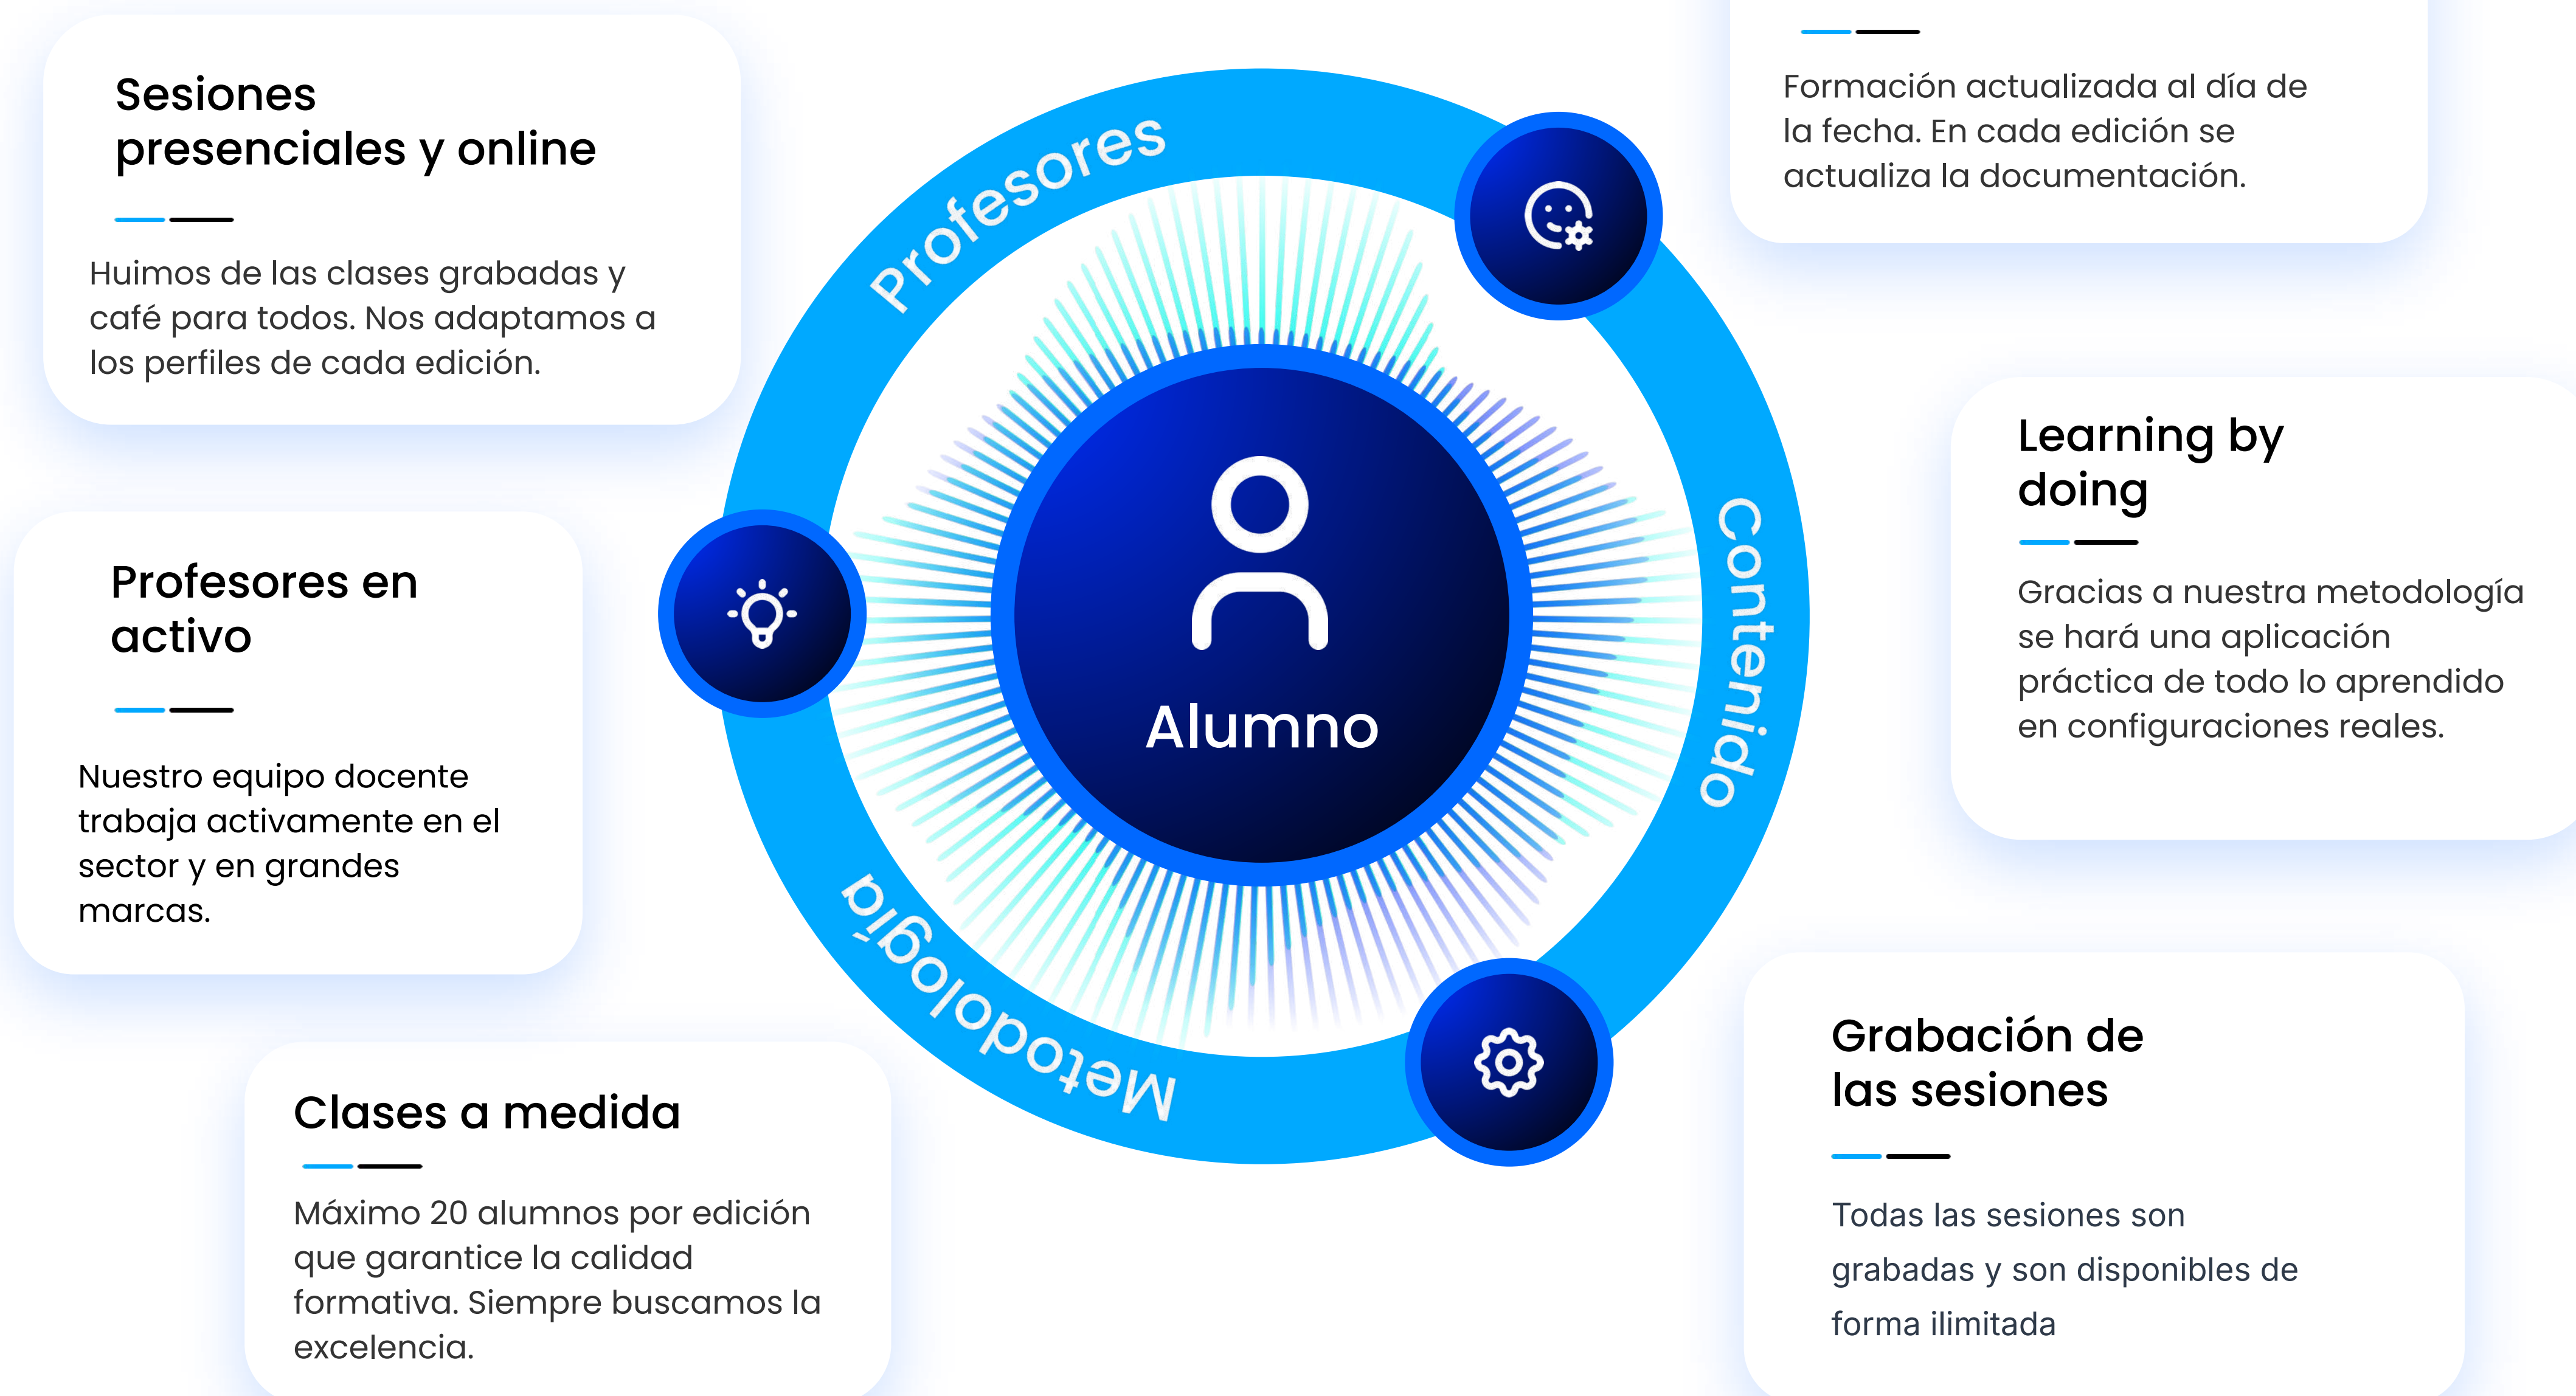 Sesiones
presenciales y online
Huimos de las clases grabadas y
café para todos. Nos adaptamos a
los perfiles de cada edición.
Profesores en
activo
Nuestro equipo docente
trabaja activamente en el
sector y en grandes
marcas.
Clases a medida
Máximo 20 alumnos por edición
que garantice la calidad
formativa. Siempre buscamos la
excelencia.
Profesores
Contenido
Metodología
Alumno
Formación actualizada al día de
la fecha. En cada edición se
actualiza la documentación.
Learning by
doing
Gracias a nuestra metodología
se hará una aplicación
práctica de todo lo aprendido
en configuraciones reales.
Grabación de
las sesiones
Todas las sesiones son
grabadas y son disponibles de
forma ilimitada